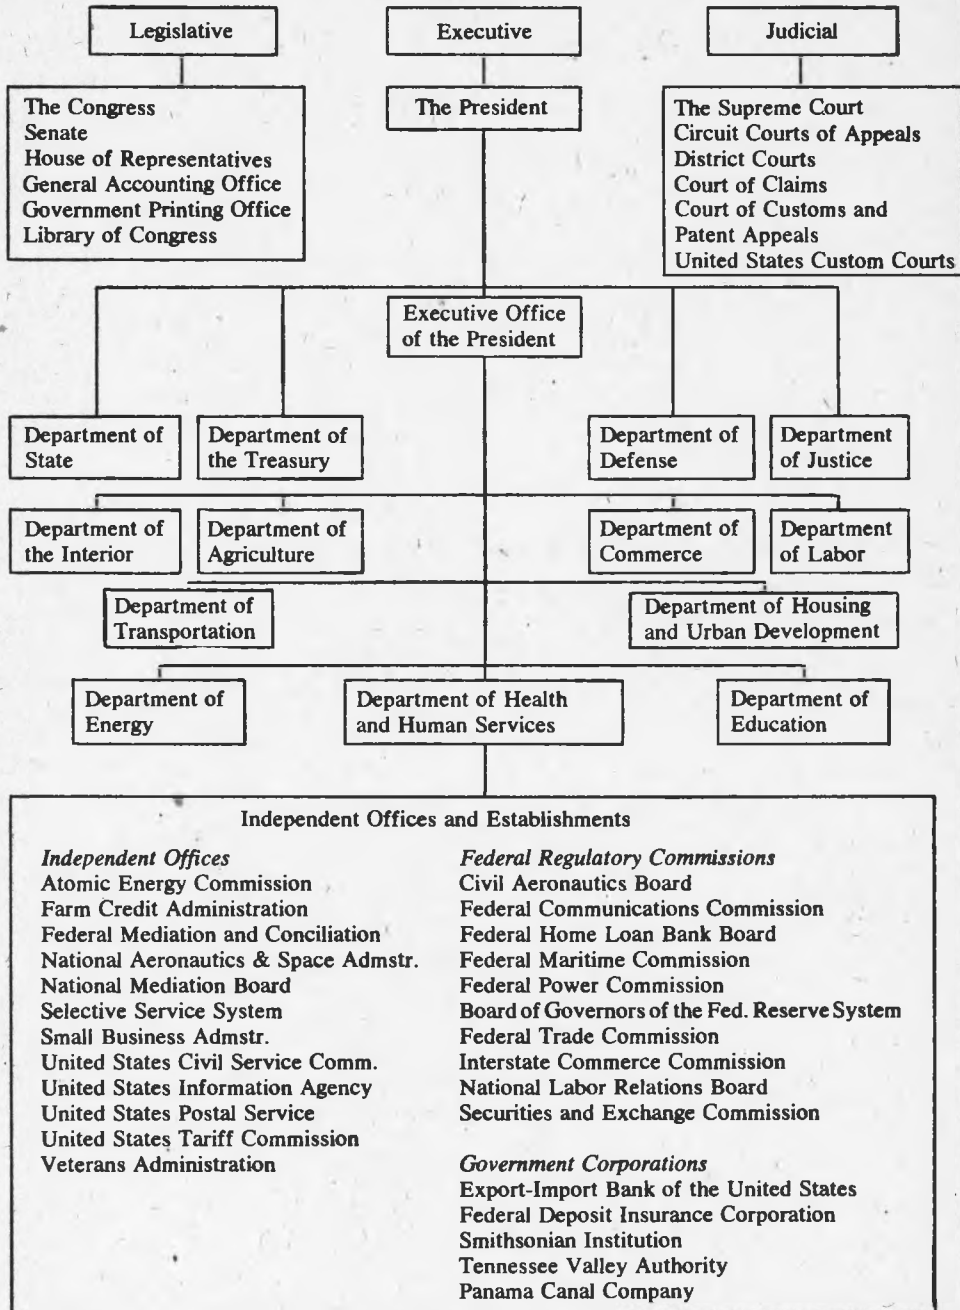 Legislative
Executive
Judicial
The Congress
Senate
House of Representatives
General Accounting Office
Government Printing Office
Library of Congress
The President
The Supreme Court
Circuit Courts of Appeals
District Courts
Court of Claims
Court of Customs and
Patent Appeals
United States Custom Courts
Executive Office
of the President
Department of
State
Department of
the Treasury
Department of
Defense
Department
of Justice
Department of
the Interior
Department of
Agriculture
Department of
Commerce
Department
of Labor
Department of
Transportation
Department of Housing
and Urban Development
Department of
Energy
Department of Health
and Human Services
Department of
Education
Independent Offices and Establishments
Independent Offices
Atomic Energy Commission
Farm Credit Administration
Federal Mediation and Conciliation
National Aeronautics & Space Admstr.
National Mediation Board
Selective Service System
Small Business Admstr.
United States Civil Service Comm.
United States Information Agency
United States Postal Service
United States Tariff Commission
Veterans Administration
Federal Regulatory Commissions
Civil Aeronautics Board
Federal Communications Commission
Federal Home Loan Bank Board
Federal Maritime Commission
Federal Power Commission
Board of Governors of the Fed. Reserve System
Federal Trade Commission
Interstate Commerce Commission
National Labor Relations Board
Securities and Exchange Commission
Government Corporations
Export-Import Bank of the United States
Federal Deposit Insurance Corporation
Smithsonian Institution
Tennessee Valley Authority
Panama Canal Company